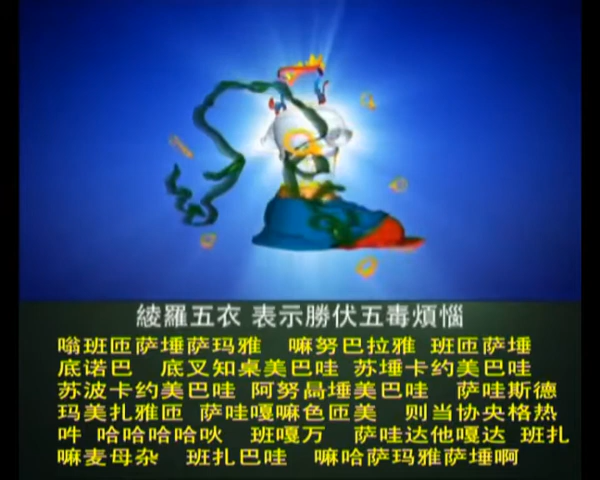 綾羅五衣 表示勝伏五毒煩惱
嗡班匝萨埵萨玛雅 嘛努巴拉雅 班匝萨埵
底诺巴 底叉知桌美巴哇 苏埵卡约美巴哇
苏波卡约美巴哇 阿努晑埵美巴哇 萨哇斯德
玛美扎雅匝 萨哇嘎嘛色匝美 则当协央格热
吽 哈哈哈哈吙 班嘎万 萨哇达他嘎达 班扎
嘛麦母杂 班扎巴哇 嘛哈萨玛雅萨埵啊